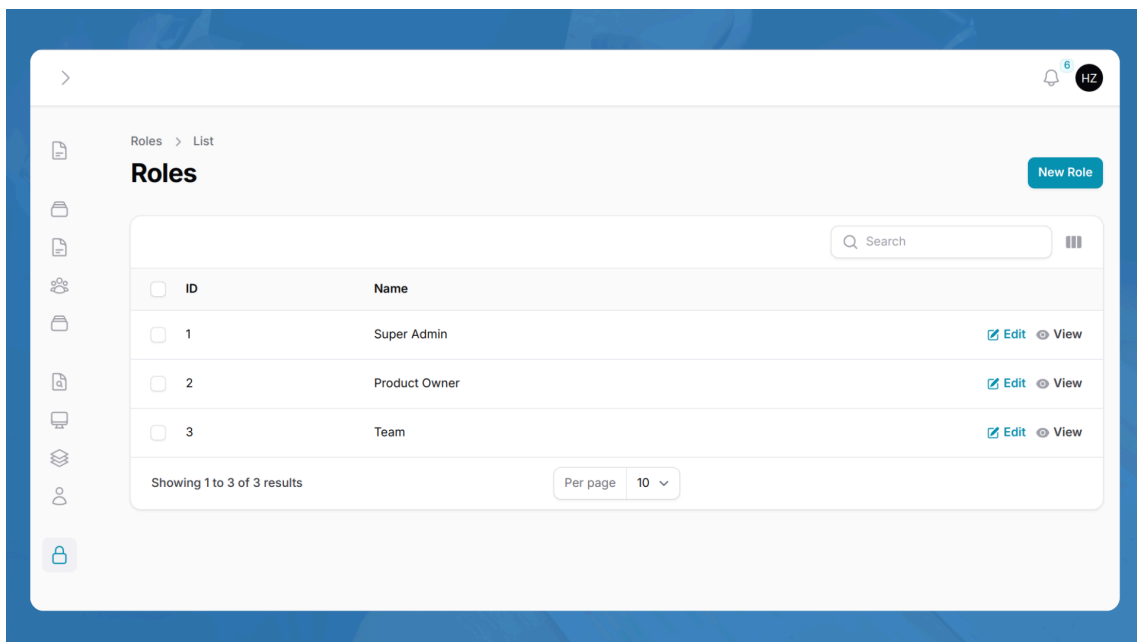 6
HZ
Roles > List
Roles
New Role
Search
ID Name
1 Super Admin Edit View
2 Product Owner Edit View
3 Team Edit View
Showing 1 to 3 of 3 results Per page 10